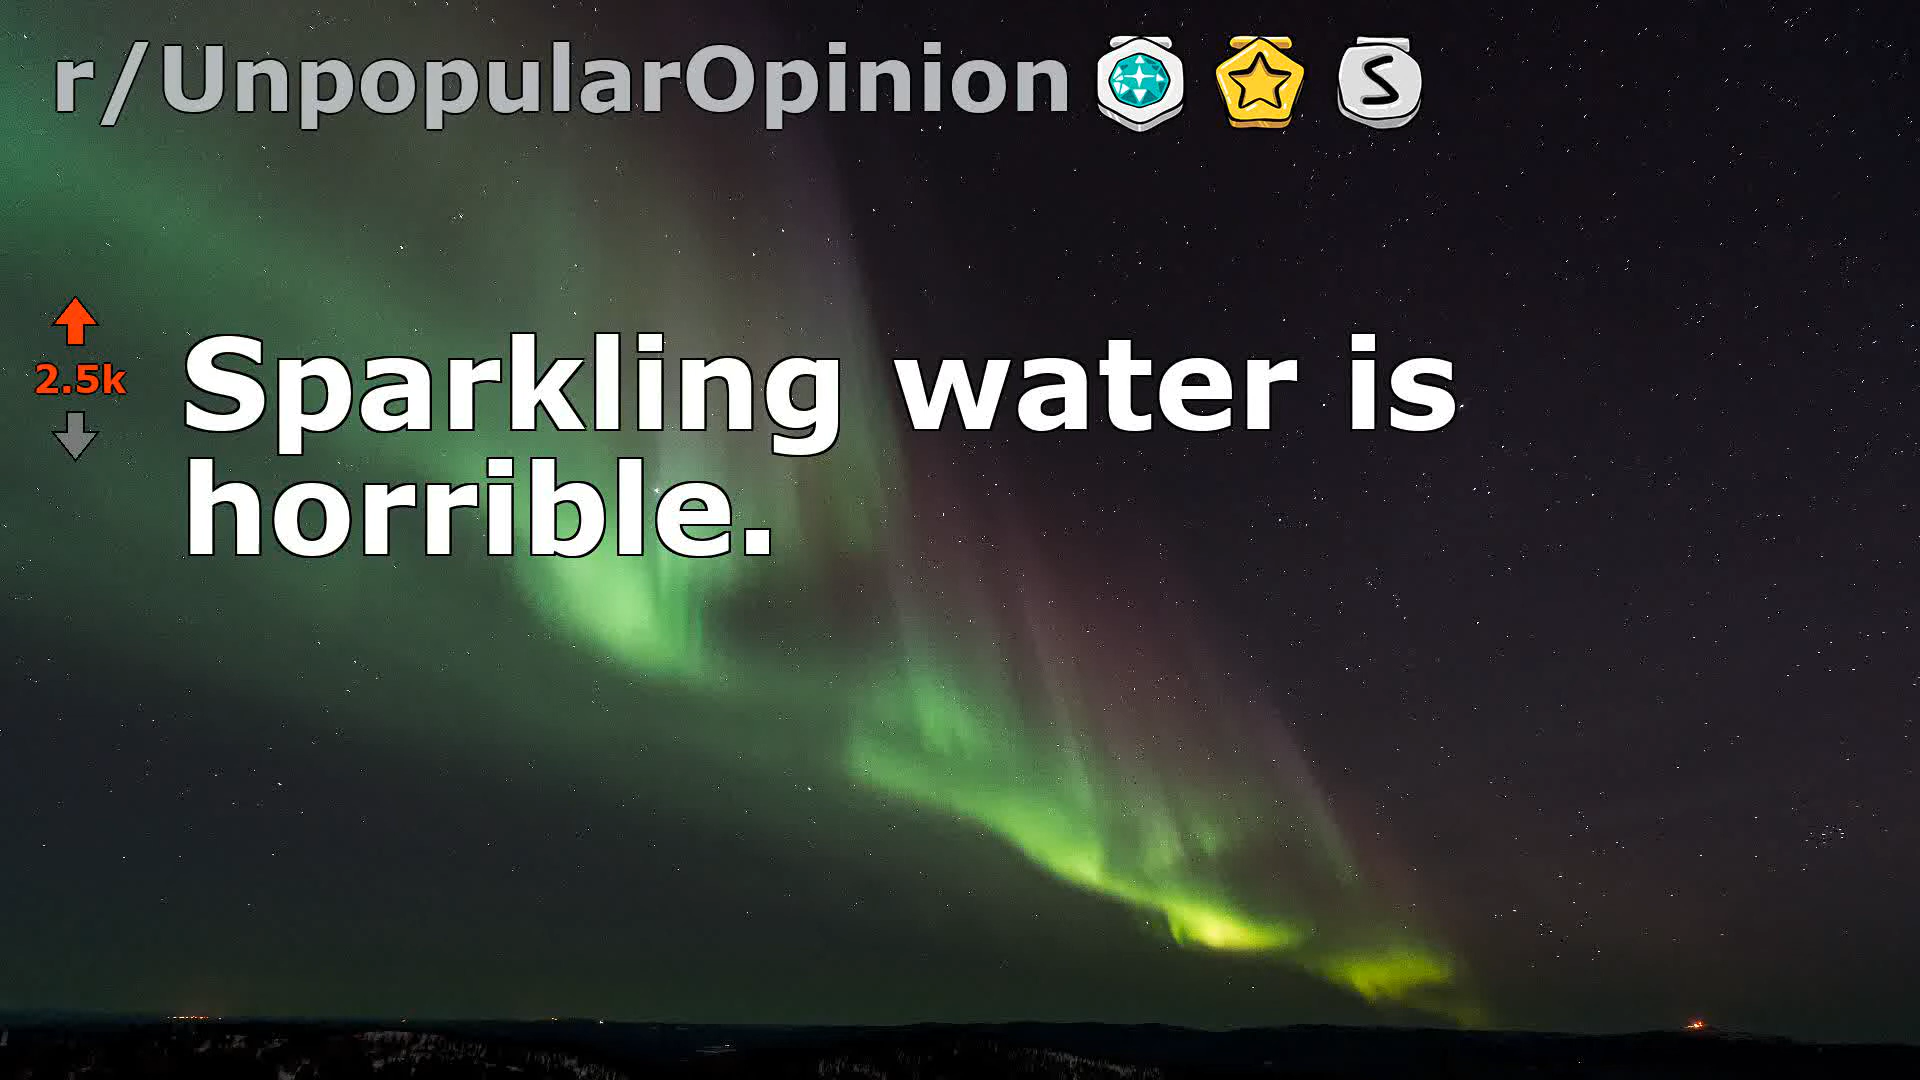 r/UnpopularOpinion
S
2.5k
Sparkling water is
horrible.